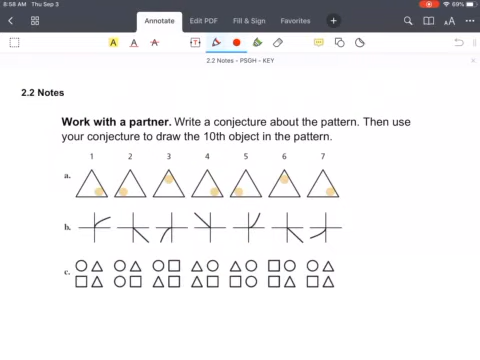 8:58 AM Thu Sep 3
69%
Annotate Edit PDF Fill & Sign Favorites
AA
A A A T
2.2 Notes - PSGH - KEY
2.2 Notes
Work with a partner. Write a conjecture about the pattern. Then use
your conjecture to draw the 10th object in the pattern.
1 2 3 4 5 6 7
a.
b.
c.